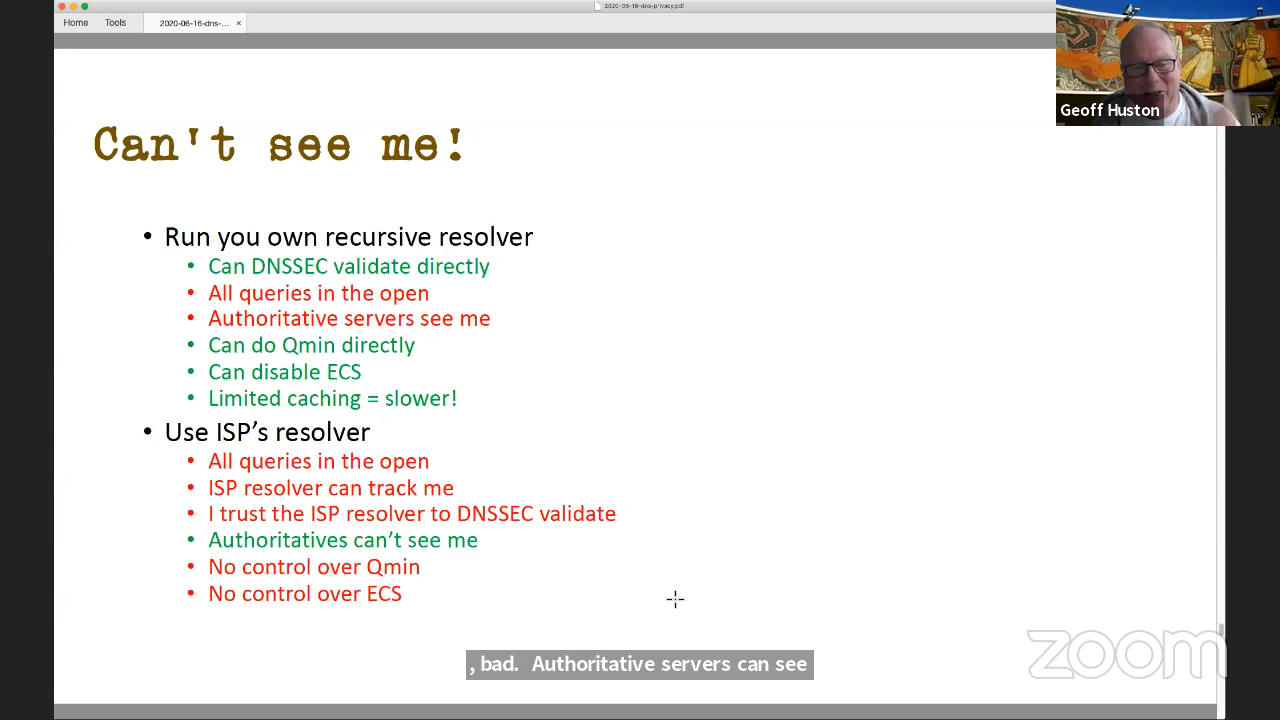 2020-06-16-dns-privacy.pdf
Home Tools 2020-06-16-dns-... ×
Geoff Huston
Can't see me!
• Run you own recursive resolver
• Can DNSSEC validate directly
• All queries in the open
• Authoritative servers see me
• Can do Qmin directly
• Can disable ECS
• Limited caching = slower!
• Use ISP’s resolver
• All queries in the open
• ISP resolver can track me
• I trust the ISP resolver to DNSSEC validate
• Authoritatives can’t see me
• No control over Qmin
• No control over ECS
, bad. Authoritative servers can see
zoom